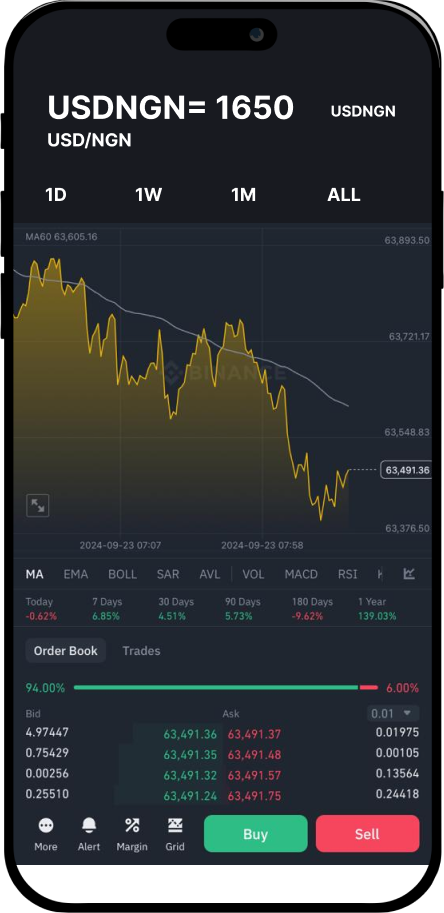 USDNGN= 1650 USDNGN
USD/NGN
1D 1W 1M ALL
MA60 63,605.16
63,893.50
63,721.17
BINANCE
63,548.83
63,491.36
63,376.50
2024-09-23 07:07 2024-09-23 07:58
MA EMA BOLL SAR AVL VOL MACD RSI
Today 7 Days 30 Days 90 Days 180 Days 1 Year
-0.62% 6.85% 4.51% 5.73% -9.62% 139.03%
Order Book Trades
94.00% 6.00%
Bid Ask 0.01
4.97447 63,491.36 63,491.37 0.01975
0.75429 63,491.35 63,491.48 0.00105
0.00256 63,491.32 63,491.57 0.13564
0.25510 63,491.24 63,491.75 0.24418
More Alert Margin Grid Buy Sell